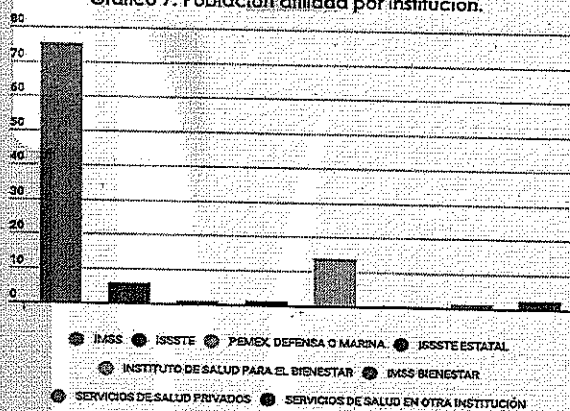 Gráfico 7. Población afiliada por institución.
80
70
60
50
40
30
20
10
0
IMSS ISSSTE PEMEX, DEFENSA O MARINA ISSSTE ESTATAL
INSTITUTO DE SALUD PARA EL BIENESTAR IMSS BIENESTAR
SERVICIOS DE SALUD PRIVADOS SERVICIOS DE SALUD EN OTRA INSTITUCIÓN